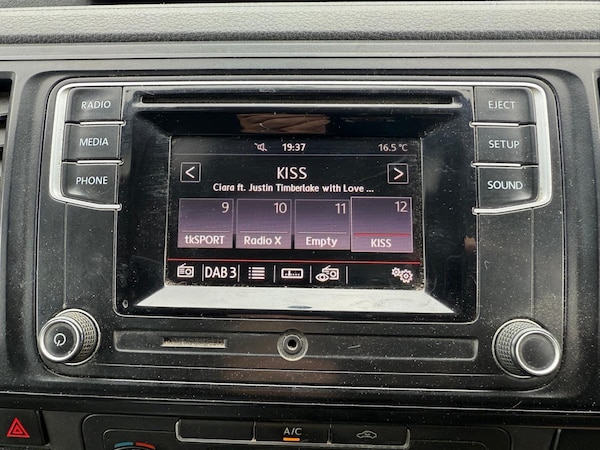 RADIO
MEDIA
PHONE
EJECT
SETUP
SOUND
19:37
16.5 °C
< KISS >
Ciara ft. Justin Timberlake with Love ...
9
10
11
12
tkSPORT
Radio X
Empty
KISS
DAB 3
A/C